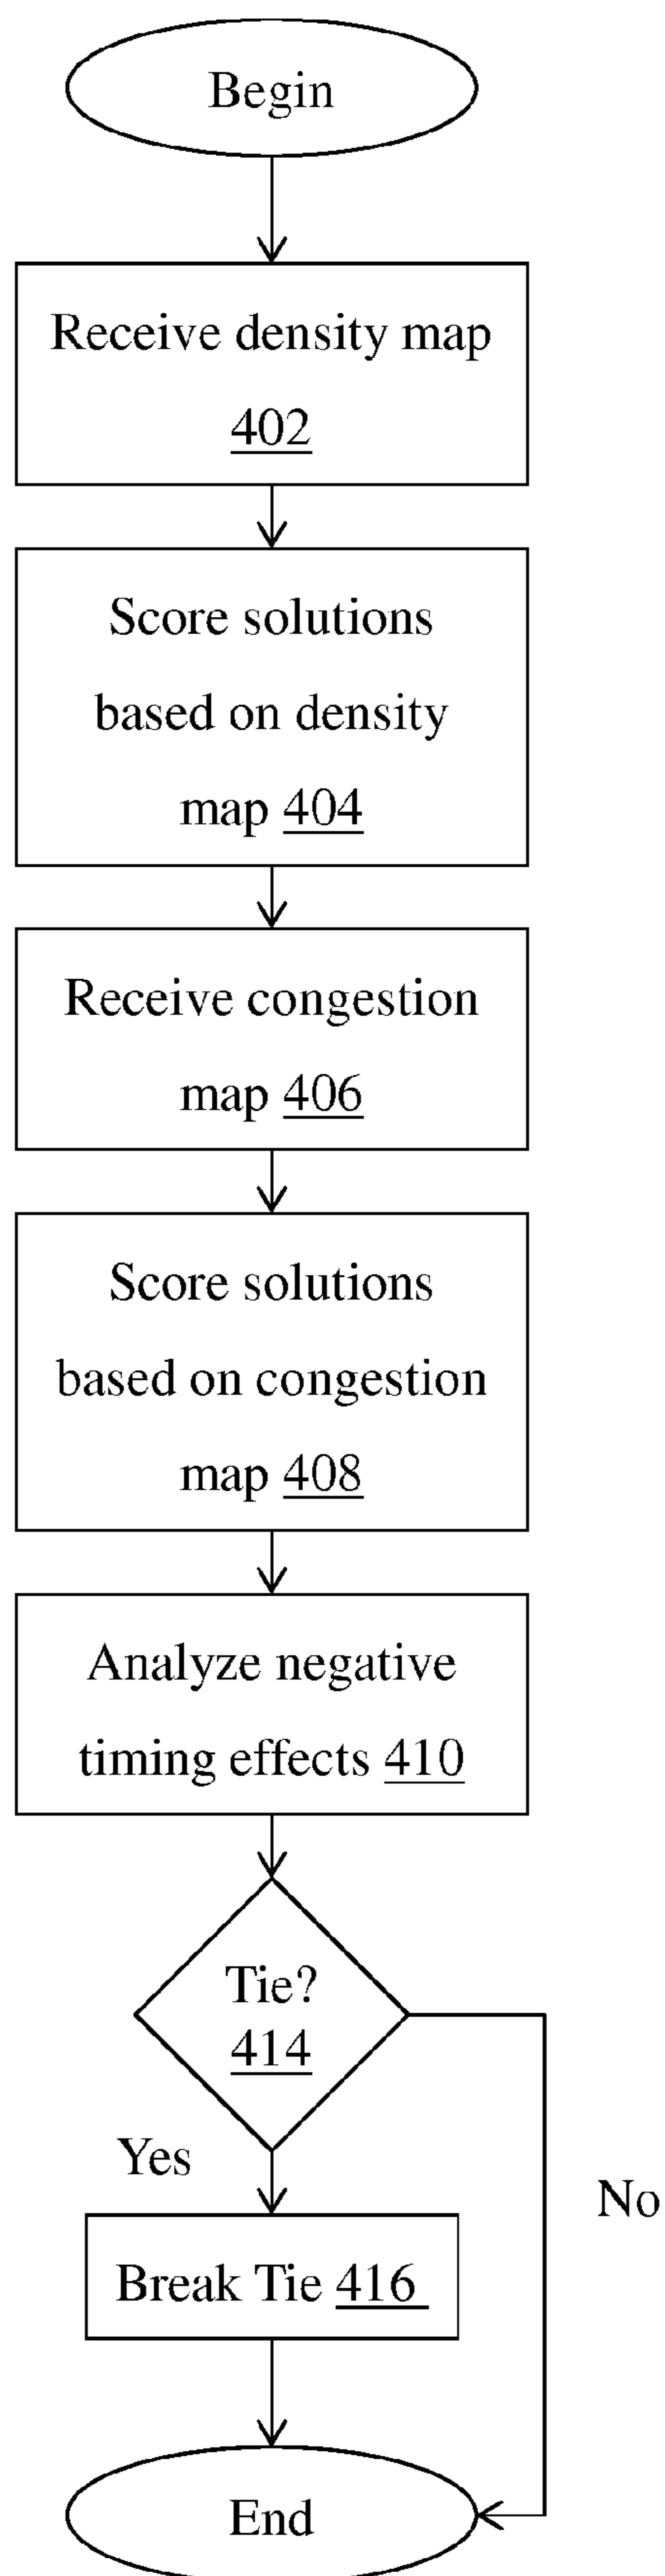 Begin
Receive density map
402
Score solutions
based on density
map 404
Receive congestion
map 406
Score solutions
based on congestion
map 408
Analyze negative
timing effects 410
Tie?
414
Yes
No
Break Tie 416
End